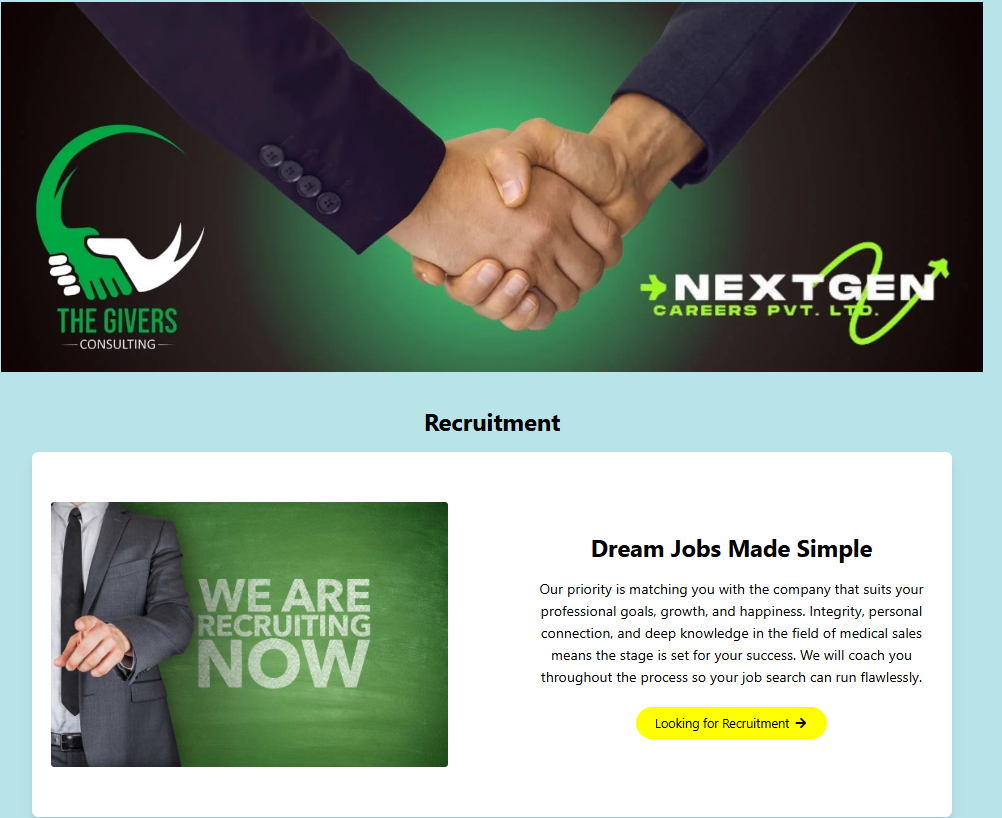 THE GIVERS
CONSULTING
NEXTGEN
CAREERS PVT. LTD.
Recruitment
WE ARE
RECRUITING
NOW
Dream Jobs Made Simple
Our priority is matching you with the company that suits your
professional goals, growth, and happiness. Integrity, personal
connection, and deep knowledge in the field of medical sales
means the stage is set for your success. We will coach you
throughout the process so your job search can run flawlessly.
Looking for Recruitment